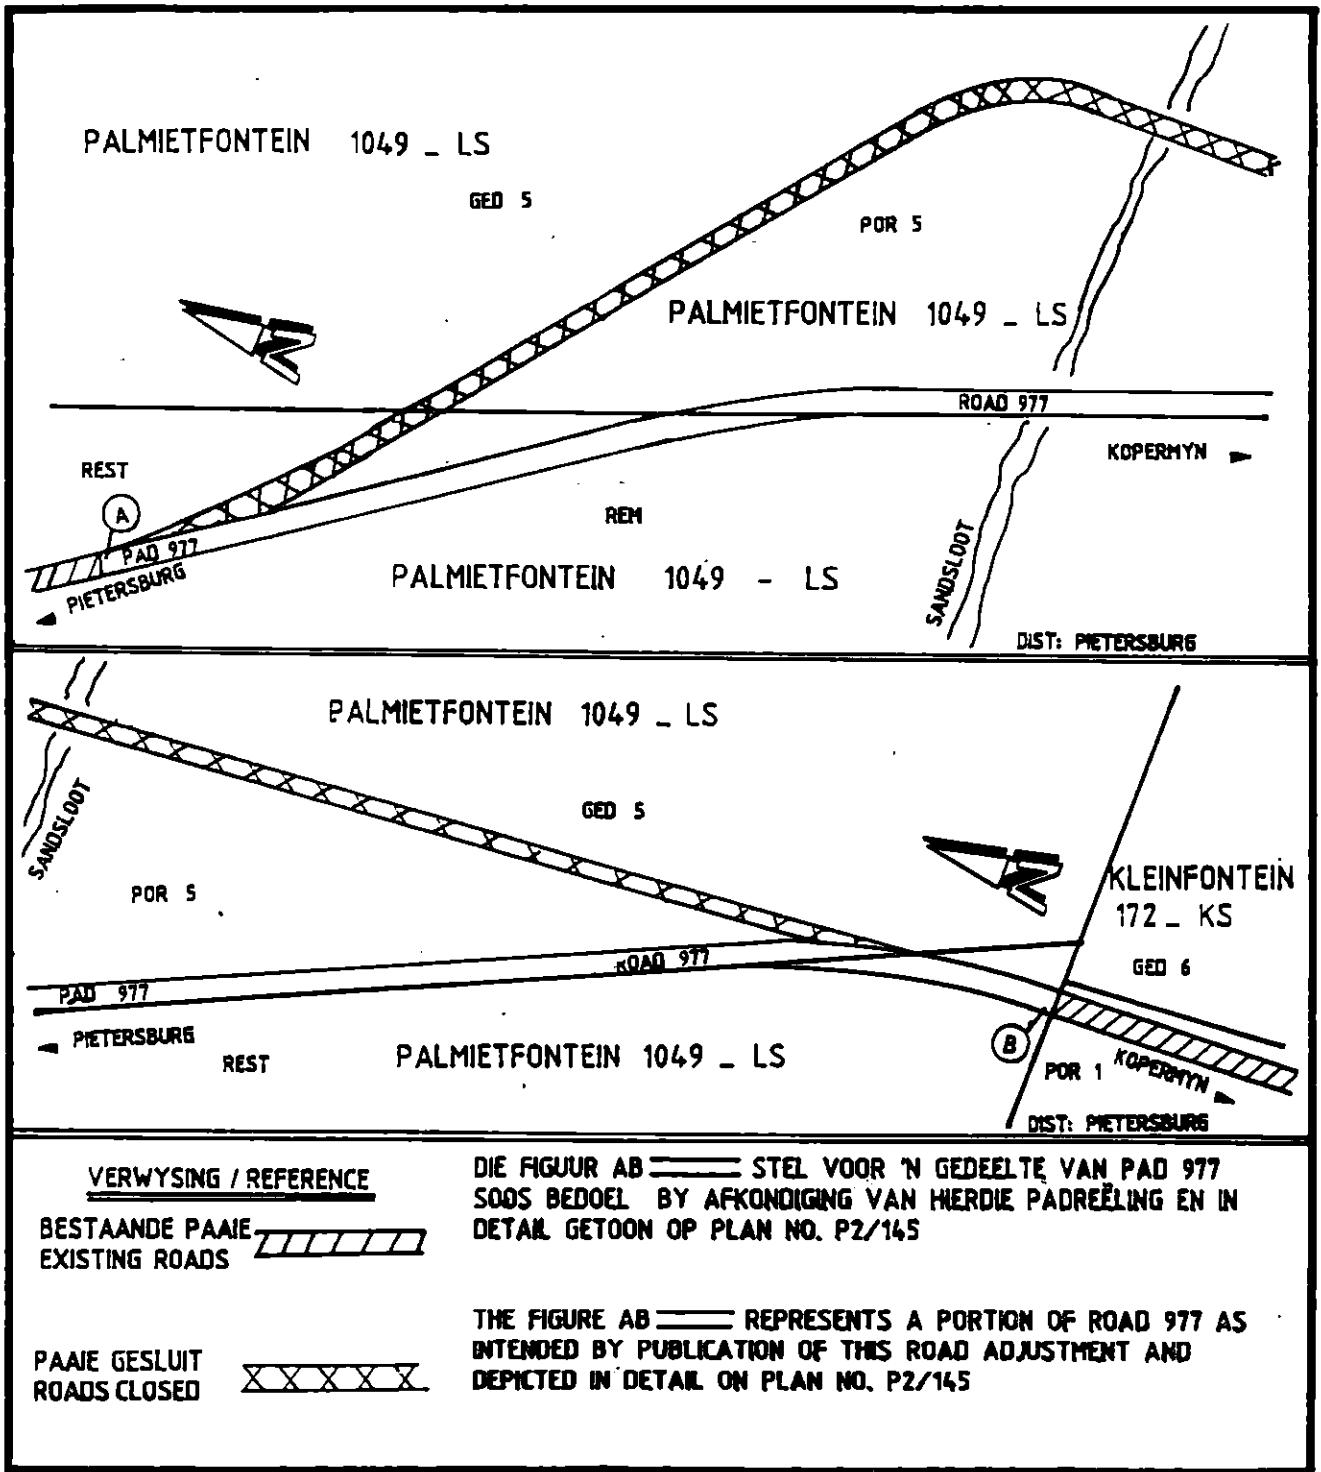 PALMIETFONTEIN 1049 _ LS
GED 5
POR 5
PALMIETFONTEIN 1049 _ LS
N
ROAD 977
KOPERMYN
REST
A
REM
PAD 977
PIETERSBURG
PALMIETFONTEIN 1049 - LS
SANDSLOOT
DIST: PIETERSBURG
PALMIETFONTEIN 1049 _ LS
SANDSLOOT
GED 5
POR 5
N
KLEINFONTEIN
172 _ KS
GED 6
ROAD 977
PAD 977
PIETERSBURG
REST
PALMIETFONTEIN 1049 _ LS
B
POR 1
KOPERMYN
DIST: PIETERSBURG
VERWYSING / REFERENCE
BESTAANDE PAAIE
EXISTING ROADS
PAAIE GESLUIT
ROADS CLOSED
DIE FIGUUR AB STEL VOOR 'N GEDEELTE VAN PAD 977
SOOS BEDOEL BY AFKONDIGING VAN HIERDIE PADREËLING EN IN
DETAIL GETOON OP PLAN NO. P2/145
THE FIGURE AB REPRESENTS A PORTION OF ROAD 977 AS
INTENDED BY PUBLICATION OF THIS ROAD ADJUSTMENT AND
DEPICTED IN DETAIL ON PLAN NO. P2/145